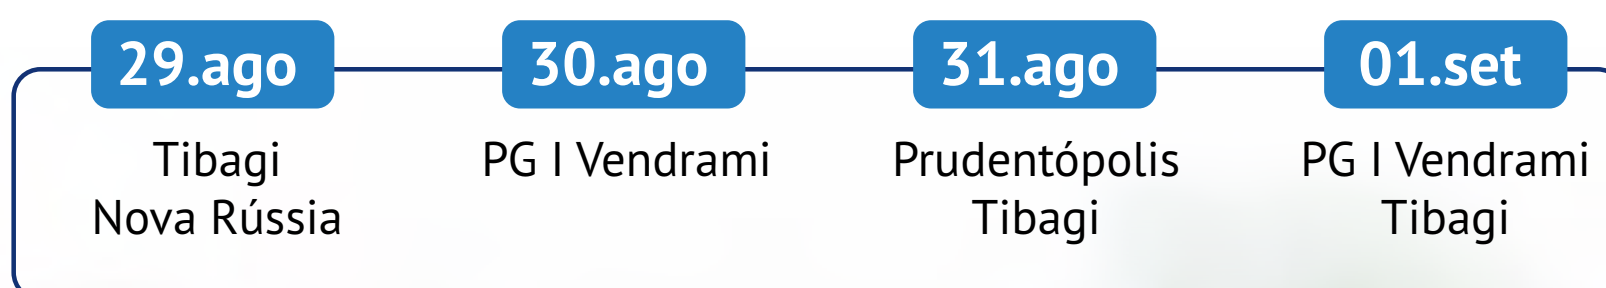 29.ago
Tibagi
Nova Rússia
30.ago
PG I Vendrami
31.ago
Prudentópolis
Tibagi
01.set
PG I Vendrami
Tibagi